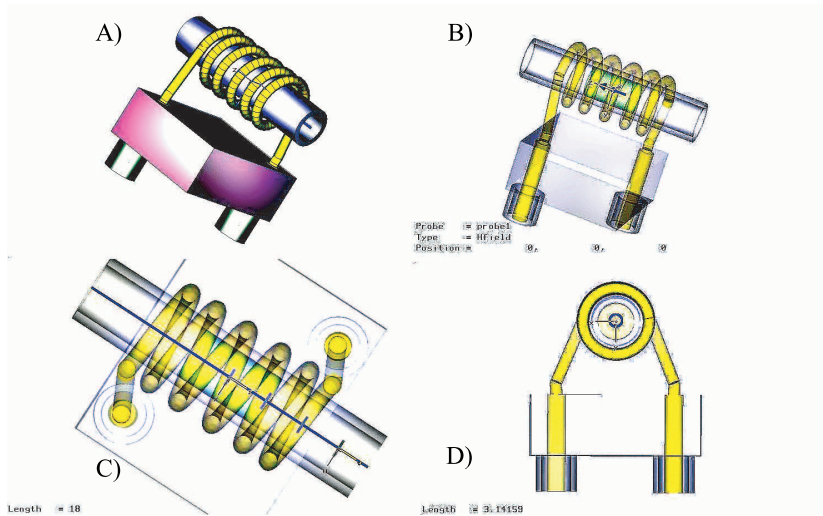 A)
B)
Probe = probe1
Type = Hfield
Position = 0, 0, 0
C)
D)
Length = 18
Length = 3.14159